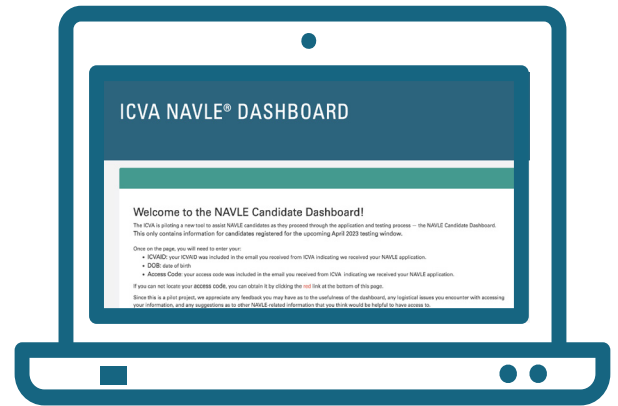 ICVA NAVLE® DASHBOARD
Welcome to the NAVLE Candidate Dashboard!
The ICVA is piloting a new tool to assist NAVLE candidates as they proceed through the application and testing process — the NAVLE Candidate Dashboard.
This only contains information for candidates registered for the upcoming April 2023 testing window.
Once on the page, you will need to enter your:
• ICVAID: your ICVAID was included in the email you received from ICVA indicating we received your NAVLE application.
• DOB: date of birth
• Access Code: your access code was included in the email you received from ICVA indicating we received your NAVLE application.
If you can not locate your access code, you can obtain it by clicking the red link at the bottom of this page.
Since this is a pilot project, we appreciate any feedback you may have as to the usefulness of the dashboard, any logistical issues you encounter with accessing
your information, and any suggestions as to other NAVLE related information that you think would be helpful to have access to.